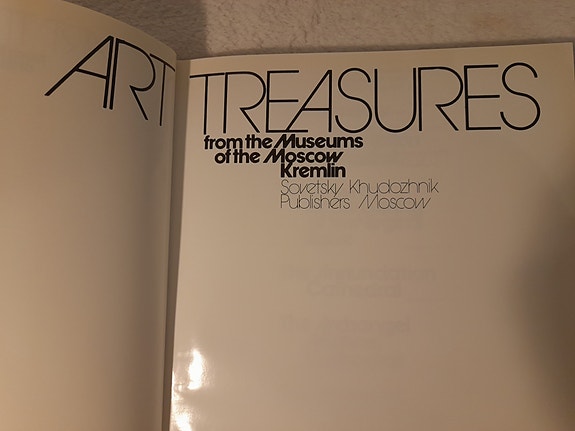 ART TREASURES
from the Museums
of the Moscow
Kremlin
Sovetsky Khudozhnik
Publishers Moscow